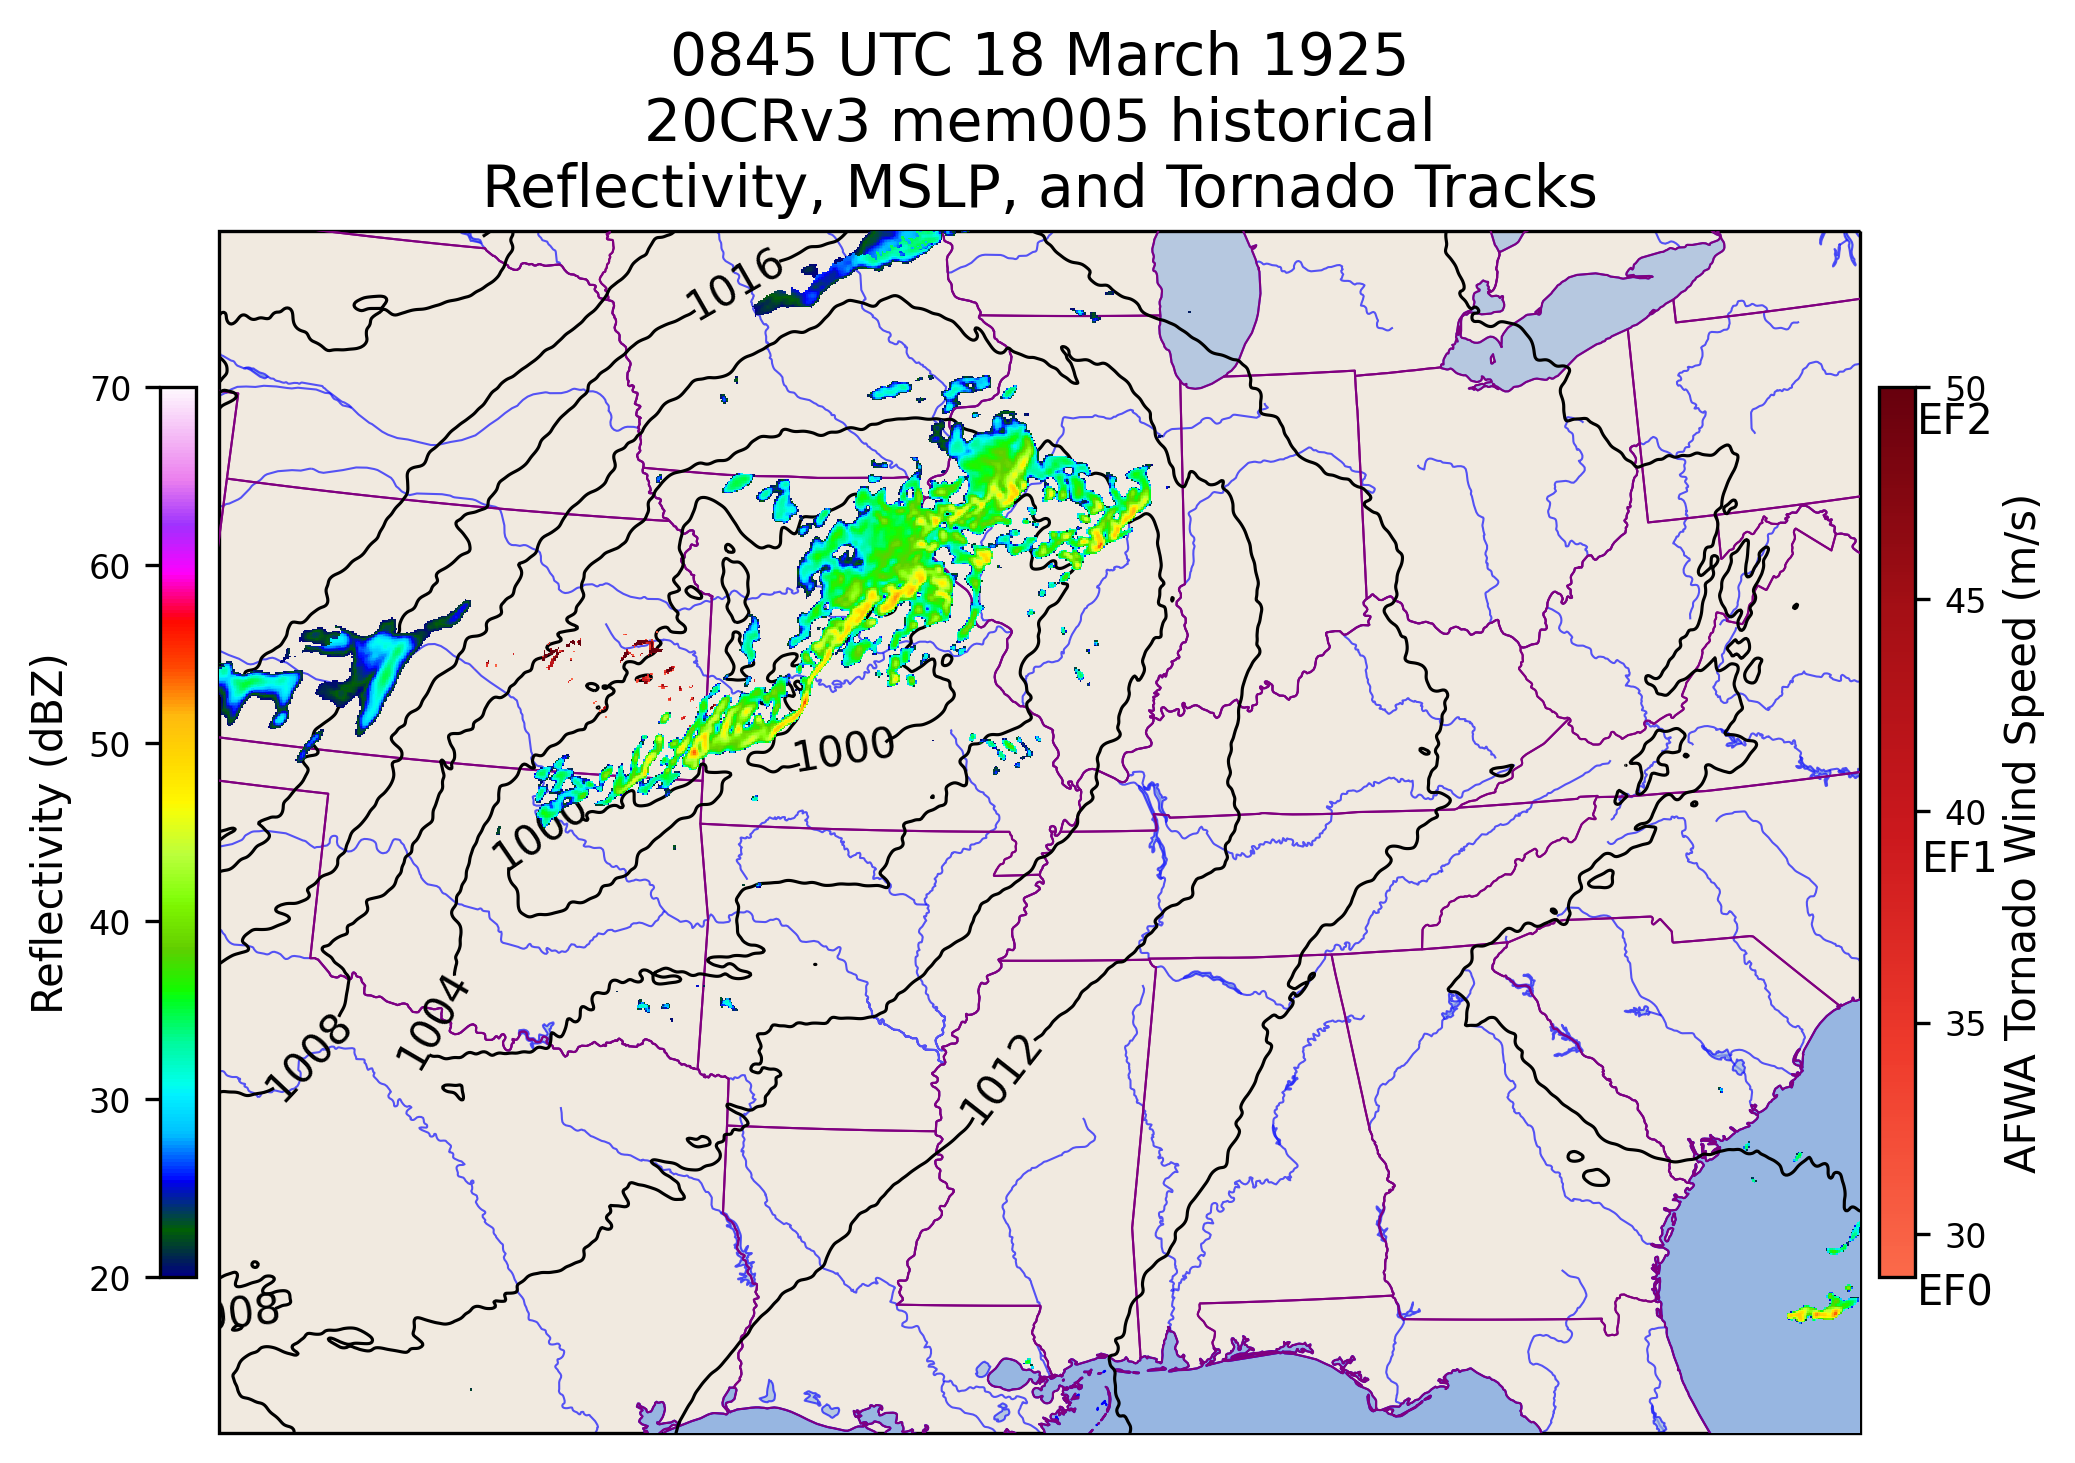 0845 UTC 18 March 1925
20CRv3 mem005 historical
Reflectivity, MSLP, and Tornado Tracks
1016
1000
1000
1004
1008
1012
008
70
60
50
40
30
20
Reflectivity (dBZ)
50
EF2
45
40
EF1
35
30
EF0
AFWA Tornado Wind Speed (m/s)